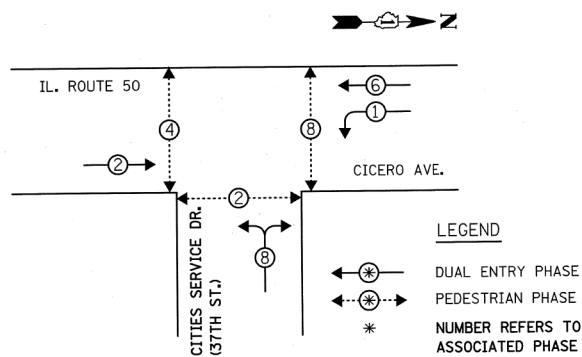 N
IL. ROUTE 50
6
1
4
8
2
CICERO AVE.
2
8
CITIES SERVICE DR.
(37TH ST.)
LEGEND
* DUAL ENTRY PHASE
* PEDESTRIAN PHASE
* NUMBER REFERS TO
ASSOCIATED PHASE